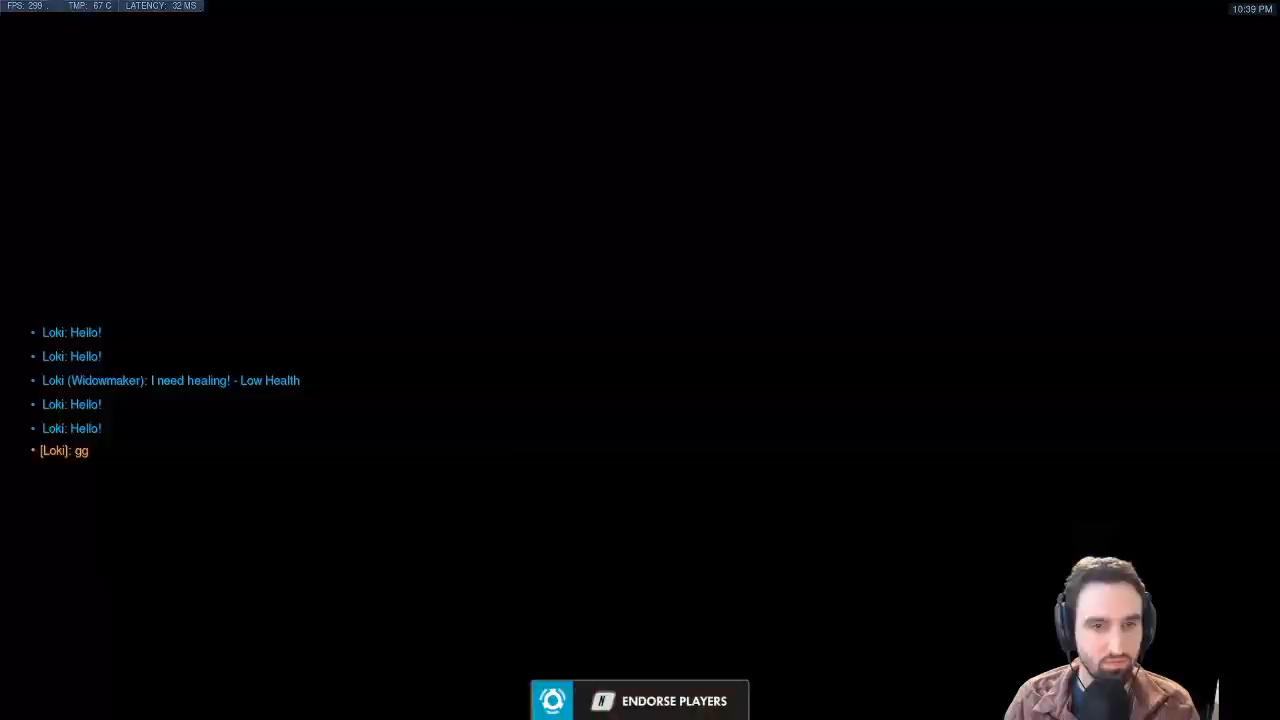 FPS: 299 . TMP: 67 C LATENCY: 32 MS
10:39 PM
• Loki: Hello!
• Loki: Hello!
• Loki (Widowmaker): I need healing! - Low Health
• Loki: Hello!
• Loki: Hello!
• [Loki]: gg
N ENDORSE PLAYERS